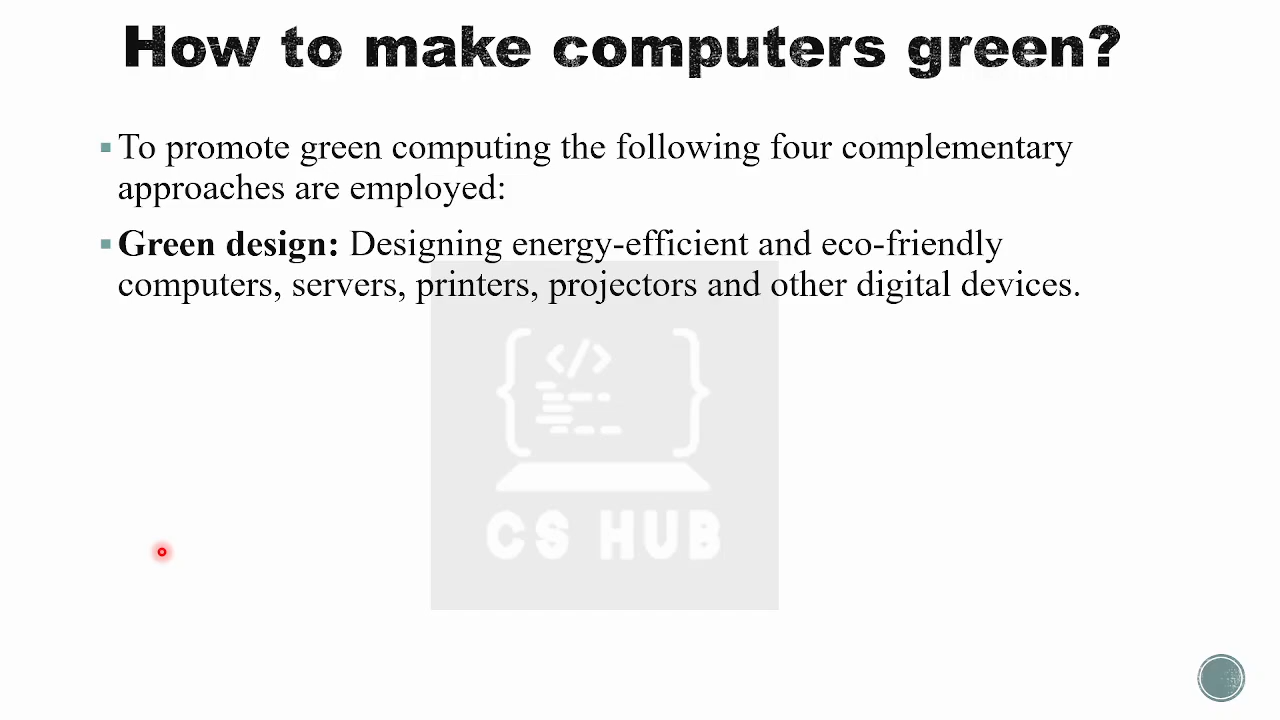 How to make computers green?
▪ To promote green computing the following four complementary
approaches are employed:
▪ Green design: Designing energy-efficient and eco-friendly
computers, servers, printers, projectors and other digital devices.
</>
CS HUB